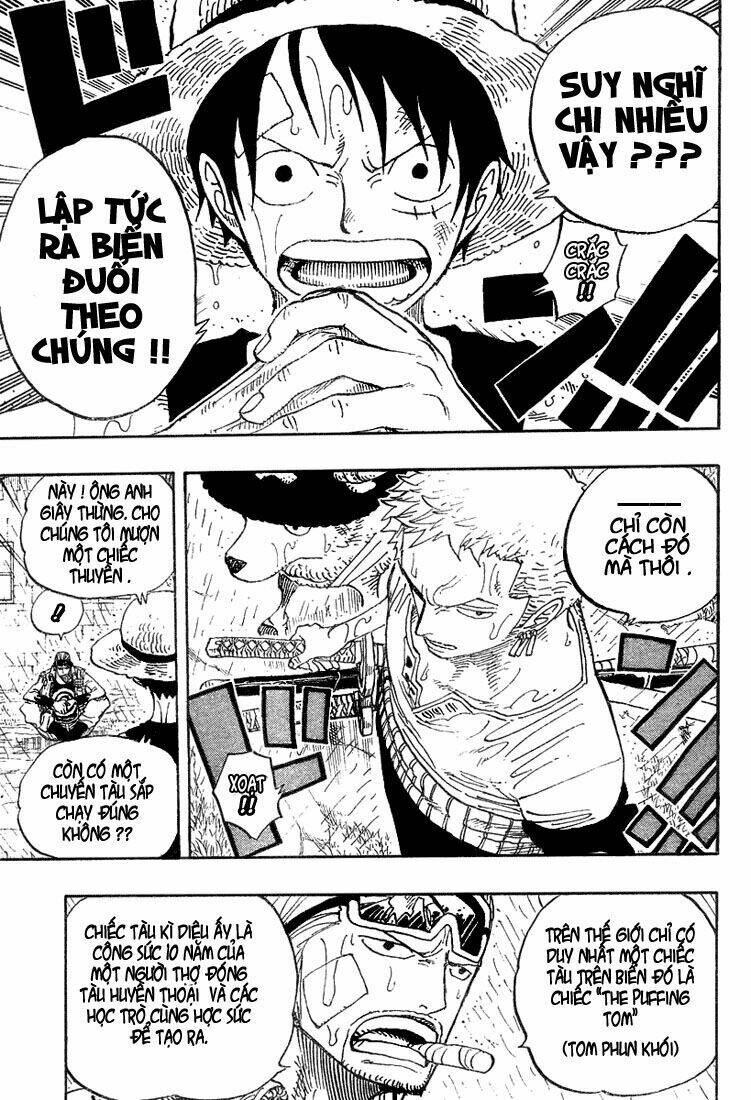 SUY NGHĨ
CHI NHIỀU
VẬY ???
CRẮC
CRẮC
!!
LẬP TỨC
RA BIỂN
ĐUỔI
THEO
CHÚNG !!
CHỈ CÒN
CÁCH ĐÓ
MÀ THÔI .
XOẠT
!!
NÀY ! ÔNG ANH
GIÂY THỪNG. CHO
CHÚNG TÔI MƯỢN
MỘT CHIẾC
THUYỀN .
!
CÒN CÓ MỘT
CHUYẾN TÀU SẮP
CHẠY ĐÚNG
KHÔNG ??
TRÊN THẾ GIỚI CHỈ CÓ
DUY NHẤT MỘT CHIẾC
TÀU TRÊN BIỂN ĐÓ LÀ
CHIẾC "THE PUFFING
TOM"
(TOM PHUN KHÓI)
CHIẾC TÀU KÌ DIỆU ẤY LÀ
CÔNG SỨC 10 NĂM CỦA
MỘT NGƯỜI THỢ ĐÓNG
TÀU HUYỀN THOẠI VÀ CÁC
HỌC TRÒ CÙNG HỢP SỨC
ĐỂ TẠO RA.